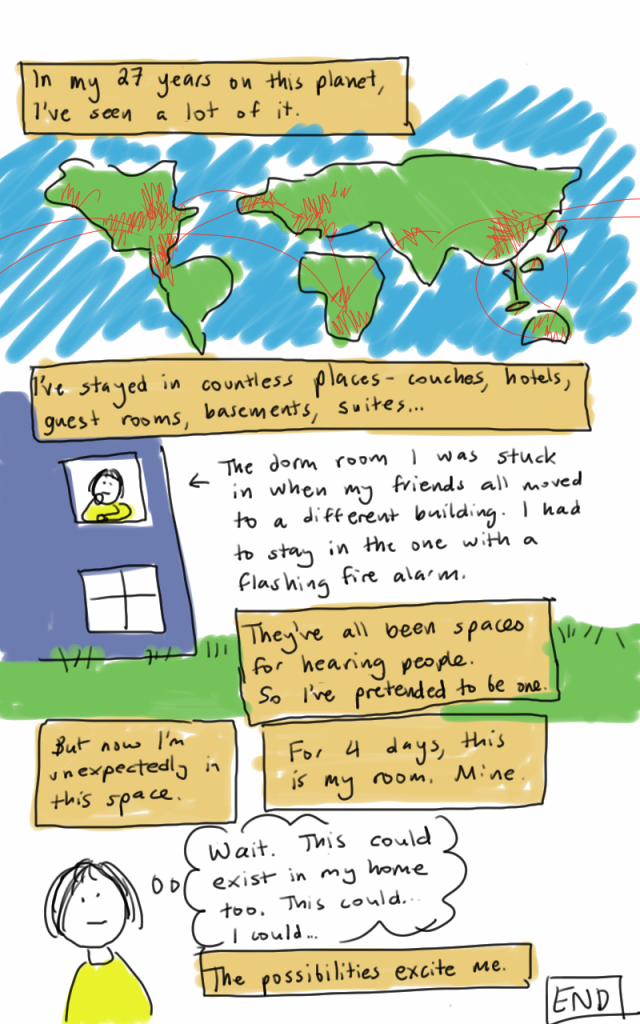 In my 27 years on this planet,
I've seen a lot of it.
I've stayed in countless places- couches, hotels,
guest rooms, basements, suites...
← The dorm room I was stuck
in when my friends all moved
to a different building. I had
to stay in the one with a
flashing fire alarm.
They've all been spaces
for hearing people.
So I've pretended to be one.
But now I'm
unexpectedly in
this space.
For 4 days, this
is my room. Mine.
Wait. This could
exist in my home
too. This could...
I could...
The possibilities excite me.
END